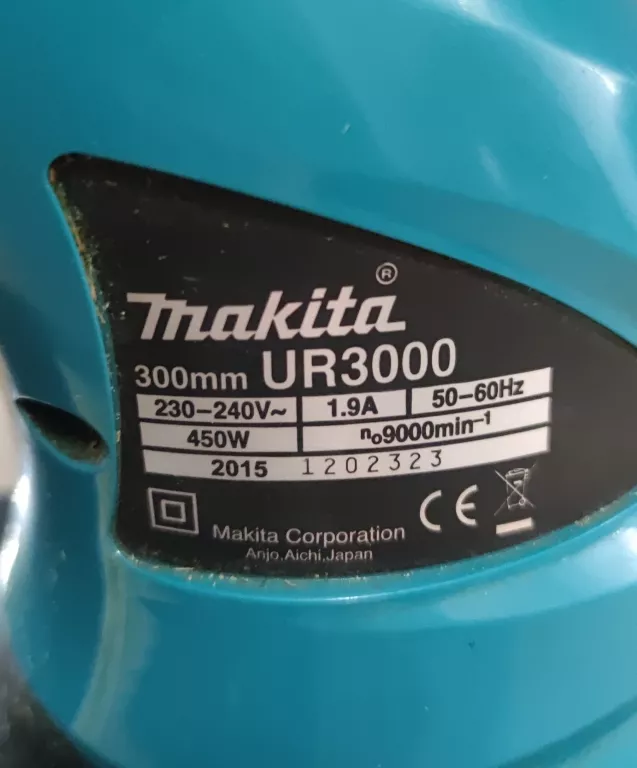 makita®
300mm UR3000
230–240V~ 1.9A 50–60Hz
450W n₀9000min⁻¹
2015 1202323
CE
Makita Corporation
Anjo,Aichi,Japan